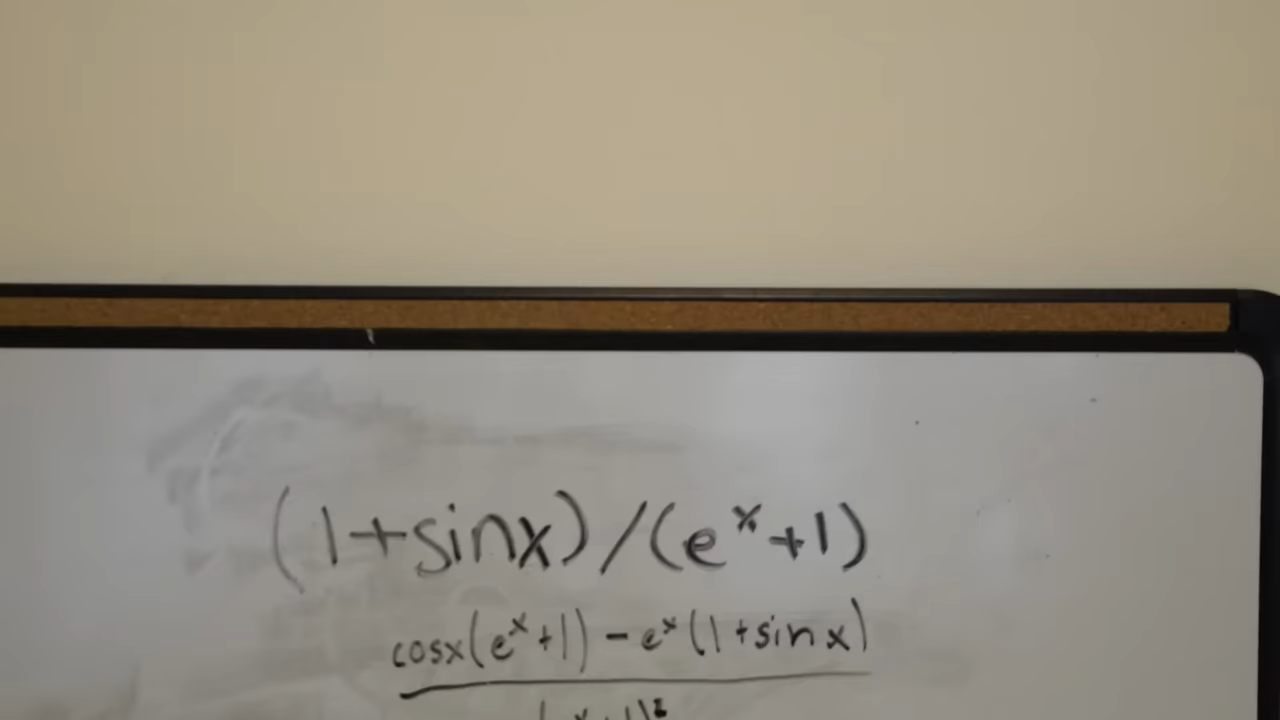 (1+sinx)/(e^x+1)
cosx(e^x+1) - e^x(1+sinx)